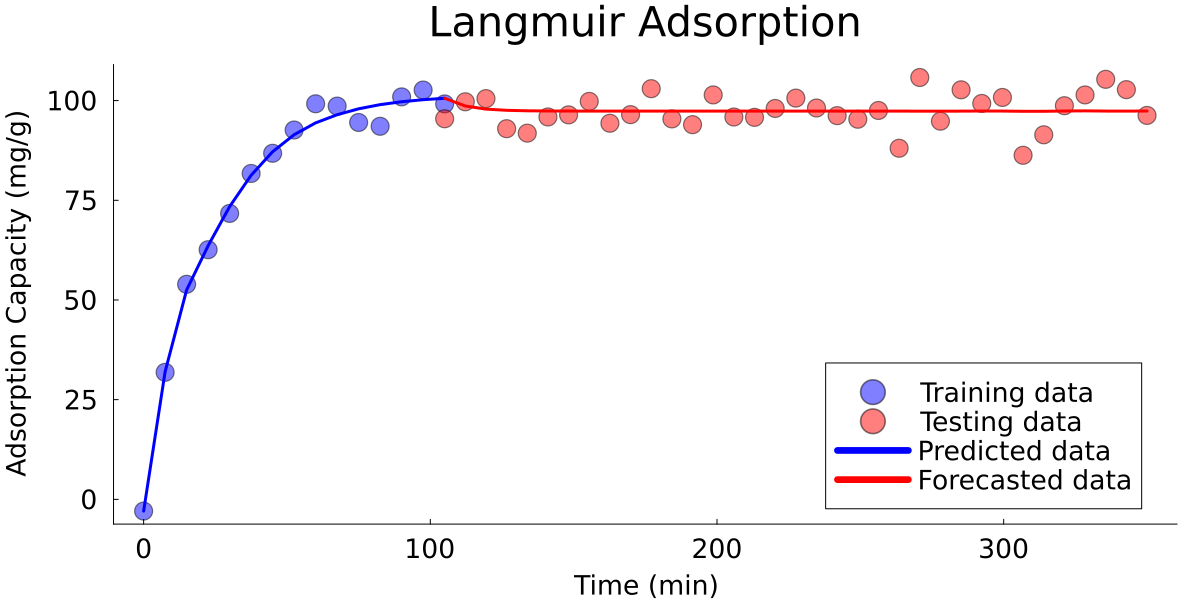 Langmuir Adsorption
Adsorption Capacity (mg/g)
100
75
50
25
0
0 100 200 300
Time (min)
Training data
Testing data
Predicted data
Forecasted data